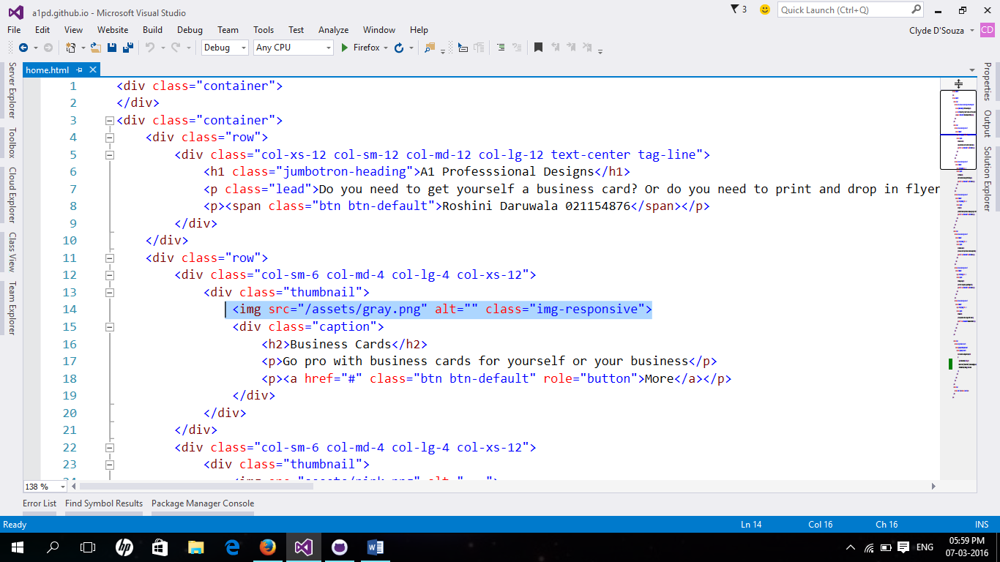 a1pd.github.io - Microsoft Visual Studio
3
Quick Launch (Ctrl+Q)
File Edit View Website Build Debug Team Tools Test Analyze Window Help
Clyde D'Souza CD
Debug Any CPU Firefox
home.html
Server Explorer
Toolbox
Cloud Explorer
Class View
Team Explorer
1 <div class="container">
2 </div>
3 <div class="container">
4 <div class="row">
5 <div class="col-xs-12 col-sm-12 col-md-12 col-lg-12 text-center tag-line">
6 <h1 class="jumbotron-heading">A1 Professsional Designs</h1>
7 <p class="lead">Do you need to get yourself a business card? Or do you need to print and drop in flyer
8 <p><span class="btn btn-default">Roshini Daruwala 021154876</span></p>
9 </div>
10 </div>
11 <div class="row">
12 <div class="col-sm-6 col-md-4 col-lg-4 col-xs-12">
13 <div class="thumbnail">
14 <img src="/assets/gray.png" alt="" class="img-responsive">
15 <div class="caption">
16 <h2>Business Cards</h2>
17 <p>Go pro with business cards for yourself or your business</p>
18 <p><a href="#" class="btn btn-default" role="button">More</a></p>
19 </div>
20 </div>
21 </div>
22 <div class="col-sm-6 col-md-4 col-lg-4 col-xs-12">
23 <div class="thumbnail">
Properties
Output
Solution Explorer
138 %
Error List Find Symbol Results Package Manager Console
Ready Ln 14 Col 16 Ch 16 INS
hp
ENG
05:59 PM
07-03-2016